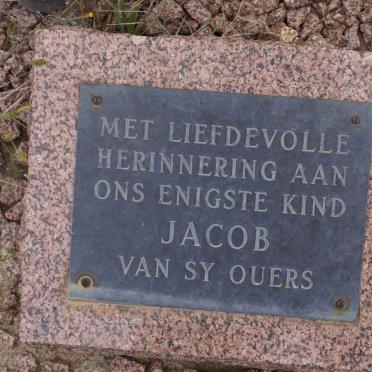 MET LIEFDEVOLLE
HERINNERING AAN
ONS ENIGSTE KIND
JACOB
VAN SY OUERS